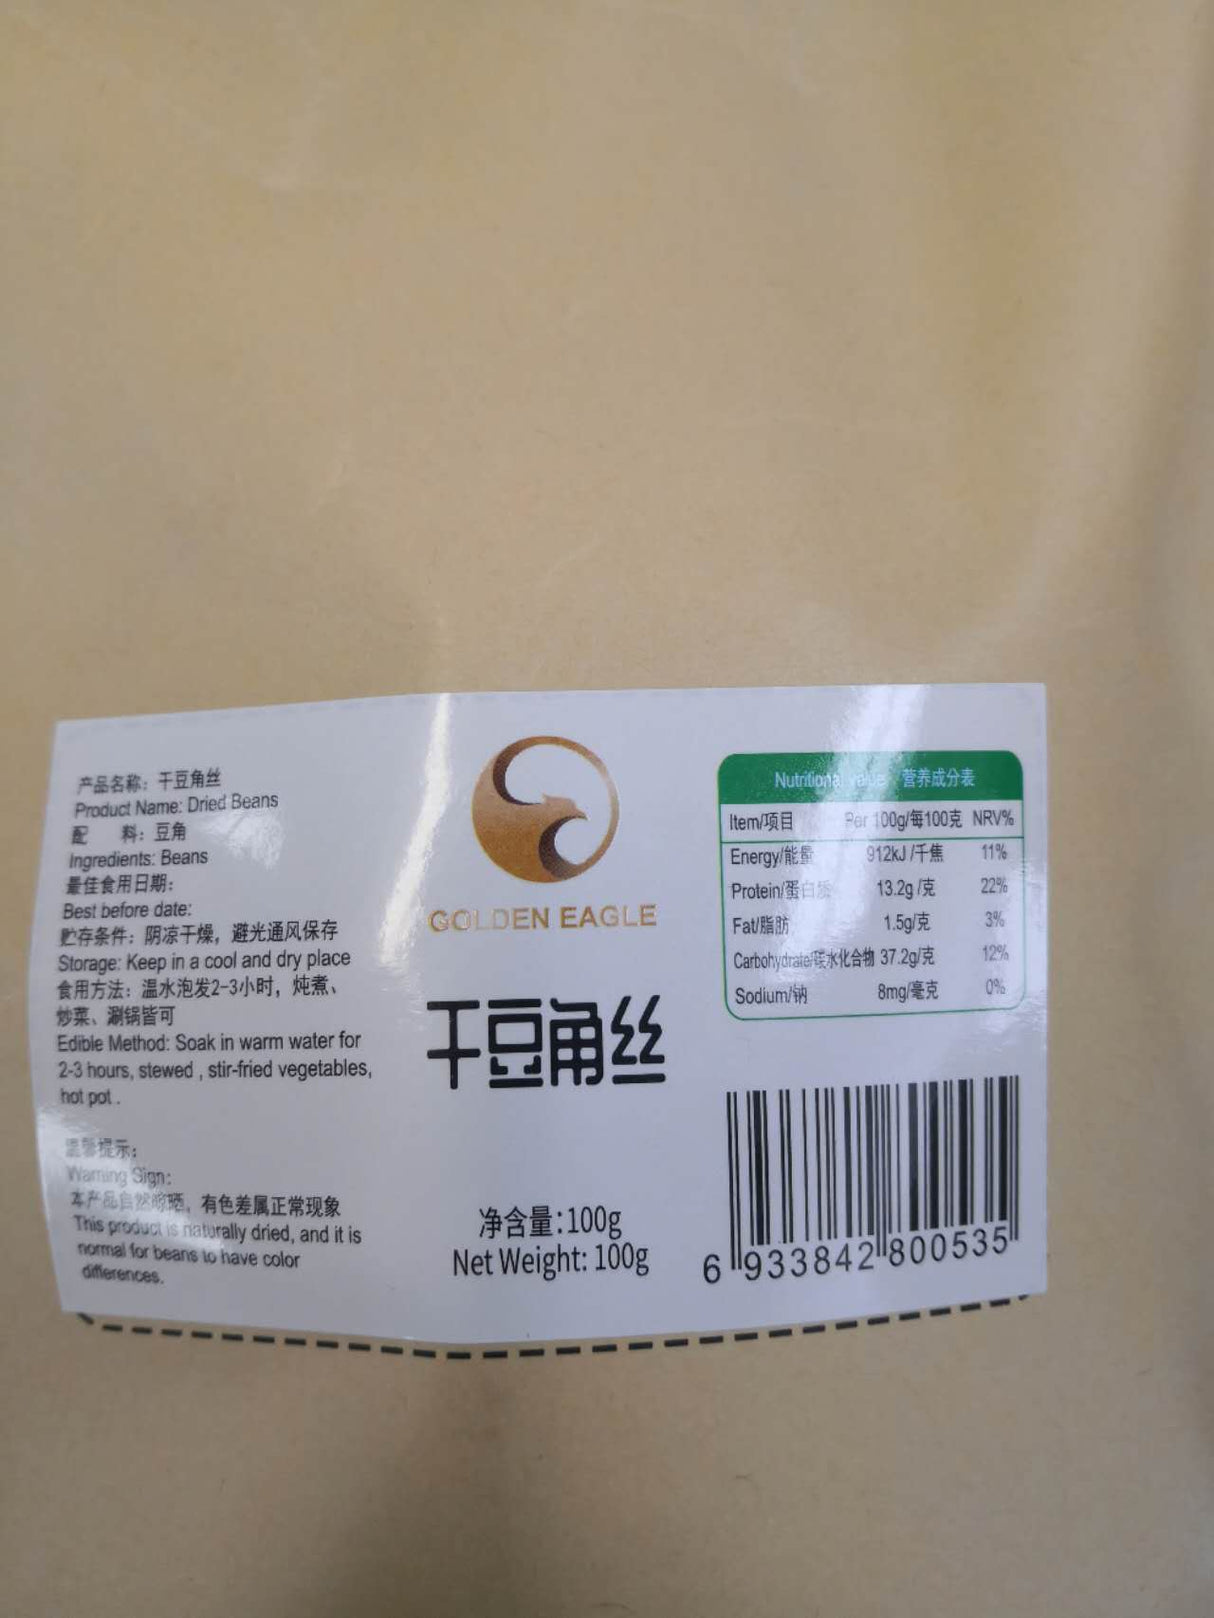 产品名称：干豆角丝
Product Name: Dried Beans
配 料：豆角
Ingredients: Beans
最佳食用日期：
Best before date:
贮存条件：阴凉干燥，避光通风保存
Storage: Keep in a cool and dry place
食用方法：温水泡发2-3小时，炖煮、
炒菜、涮锅皆可
Edible Method: Soak in warm water for
2-3 hours, stewed , stir-fried vegetables,
hot pot .
温馨提示：
Warning Sign:
本产品自然晾晒，有色差属正常现象
This product is naturally dried, and it is
normal for beans to have color
differences.
GOLDEN EAGLE
干豆角丝
净含量:100g
Net Weight: 100g
Nutritional value 营养成分表
Item/项目 Per 100g/每100克 NRV%
Energy/能量 912kJ /千焦 11%
Protein/蛋白质 13.2g /克 22%
Fat/脂肪 1.5g/克 3%
Carbohydrate/碳水化合物 37.2g/克 12%
Sodium/钠 8mg/毫克 0%
6 933842 800535